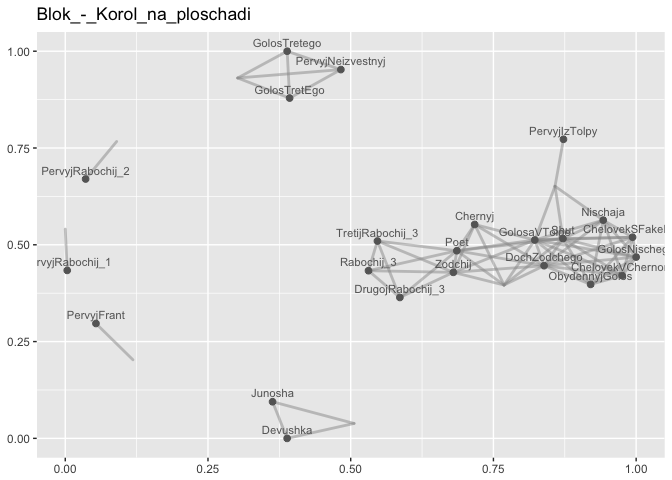 Blok_-_Korol_na_ploschadi
1.00
0.75
0.50
0.25
0.00
GolosTretego
PervyjNeizvestnyj
GolosTretEgo
PervyjIzTolpy
PervyjRabochij_2
Nischaja
Chernyj
TretijRabochij_3
GolosaVTolpe
Shut
ChelovekSFakel
Poet
GolosNischeg
DochZodchego
rvyjRabochij_1
Rabochij_3
Zodchij
ChelovekVChernom
ObydennyjGolos
DrugojRabochij_3
PervyjFrant
Junosha
Devushka
0.00
0.25
0.50
0.75
1.00